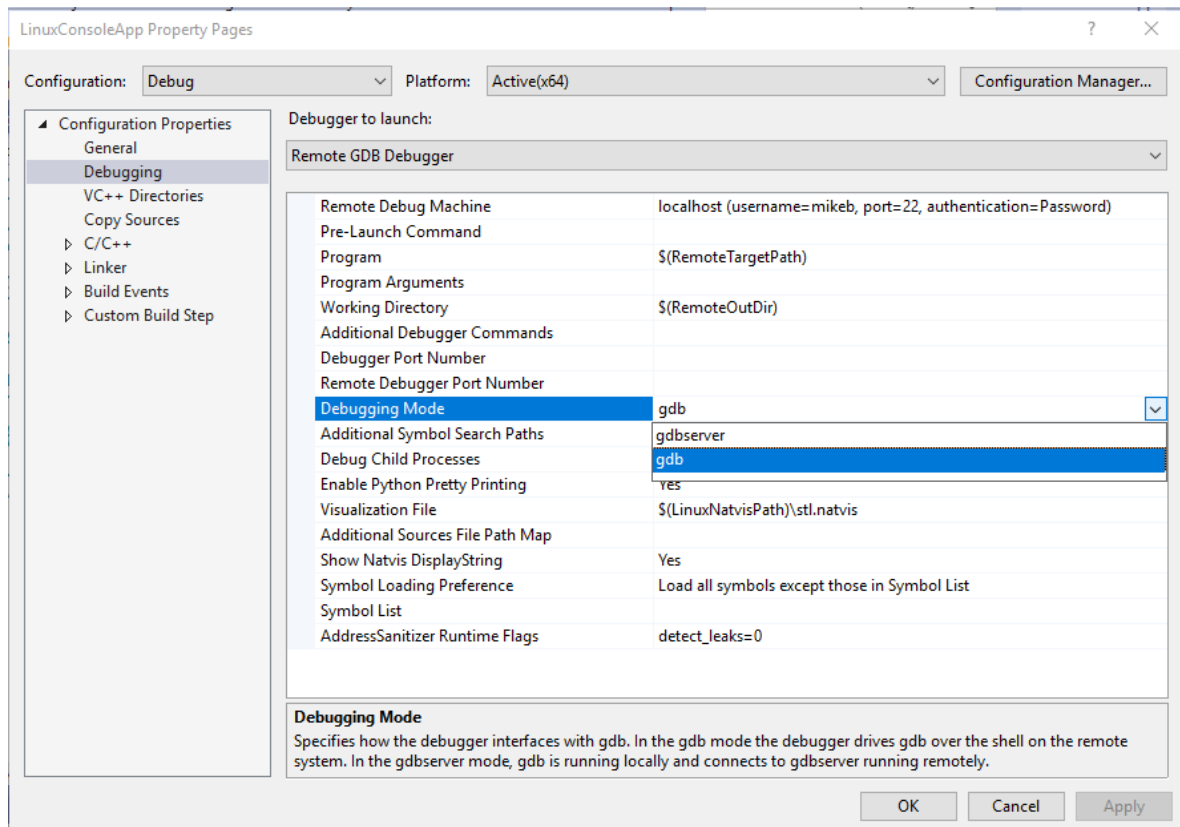 LinuxConsoleApp Property Pages
Configuration: Debug Platform: Active(x64) Configuration Manager...
Configuration Properties
General
Debugging
VC++ Directories
Copy Sources
C/C++
Linker
Build Events
Custom Build Step
Debugger to launch:
Remote GDB Debugger
Remote Debug Machine localhost (username=mikeb, port=22, authentication=Password)
Pre-Launch Command
Program $(RemoteTargetPath)
Program Arguments
Working Directory $(RemoteOutDir)
Additional Debugger Commands
Debugger Port Number
Remote Debugger Port Number
Debugging Mode gdb
Additional Symbol Search Paths gdbserver
Debug Child Processes gdb
Enable Python Pretty Printing Yes
Visualization File $(LinuxNatvisPath)\stl.natvis
Additional Sources File Path Map
Show Natvis DisplayString Yes
Symbol Loading Preference Load all symbols except those in Symbol List
Symbol List
AddressSanitizer Runtime Flags detect_leaks=0
Debugging Mode
Specifies how the debugger interfaces with gdb. In the gdb mode the debugger drives gdb over the shell on the remote
system. In the gdbserver mode, gdb is running locally and connects to gdbserver running remotely.
OK Cancel Apply